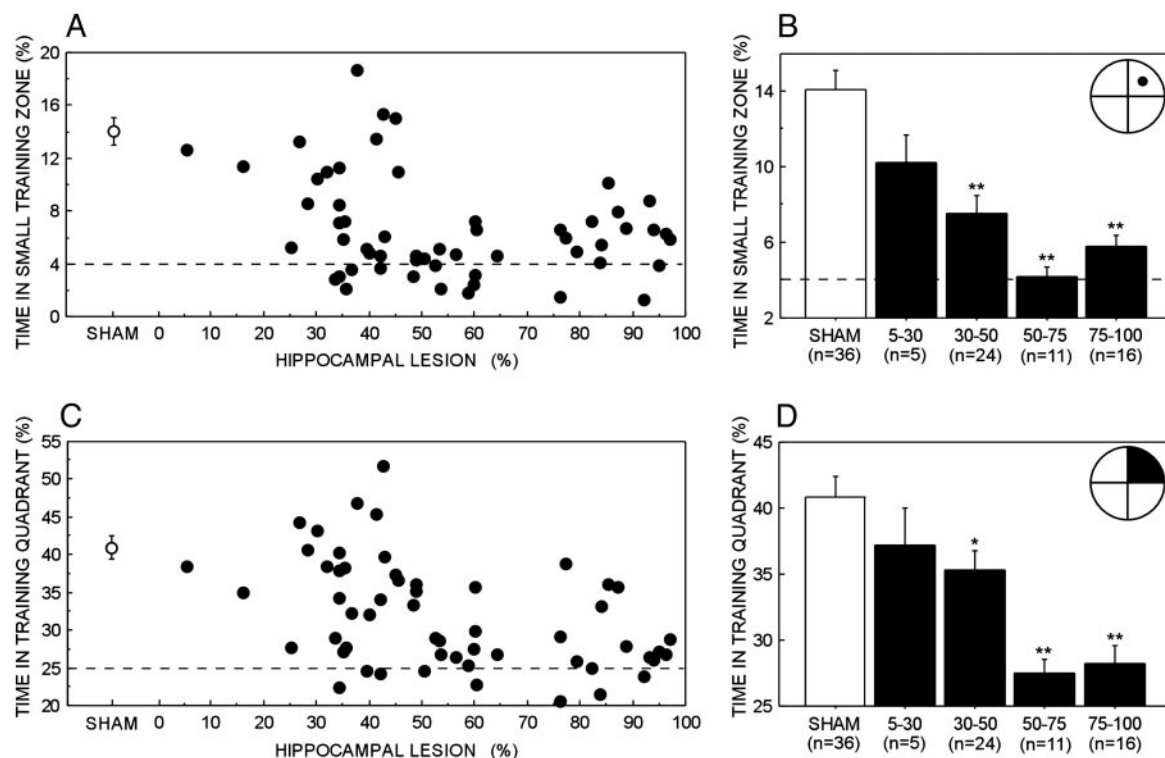 A
TIME IN SMALL TRAINING ZONE (%)
20
16
12
8
4
0
SHAM 0 10 20 30 40 50 60 70 80 90 100
HIPPOCAMPAL LESION (%)
B
TIME IN SMALL TRAINING ZONE (%)
14
10
6
2
**
**
**
SHAM 5-30 30-50 50-75 75-100
(n=36) (n=5) (n=24) (n=11) (n=16)
C
TIME IN TRAINING QUADRANT (%)
55
50
45
40
35
30
25
20
SHAM 0 10 20 30 40 50 60 70 80 90 100
HIPPOCAMPAL LESION (%)
D
TIME IN TRAINING QUADRANT (%)
45
40
35
30
25
*
**
**
SHAM 5-30 30-50 50-75 75-100
(n=36) (n=5) (n=24) (n=11) (n=16)